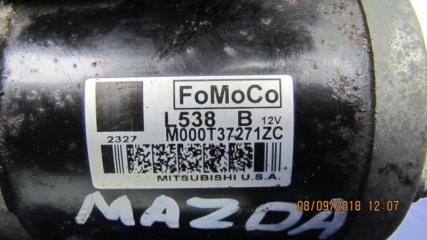 FoMoCo
L538 B 12V
2327 M000T37271ZC
MITSUBISHI U.S.A.
MAZDA
08/09/2018 12:07